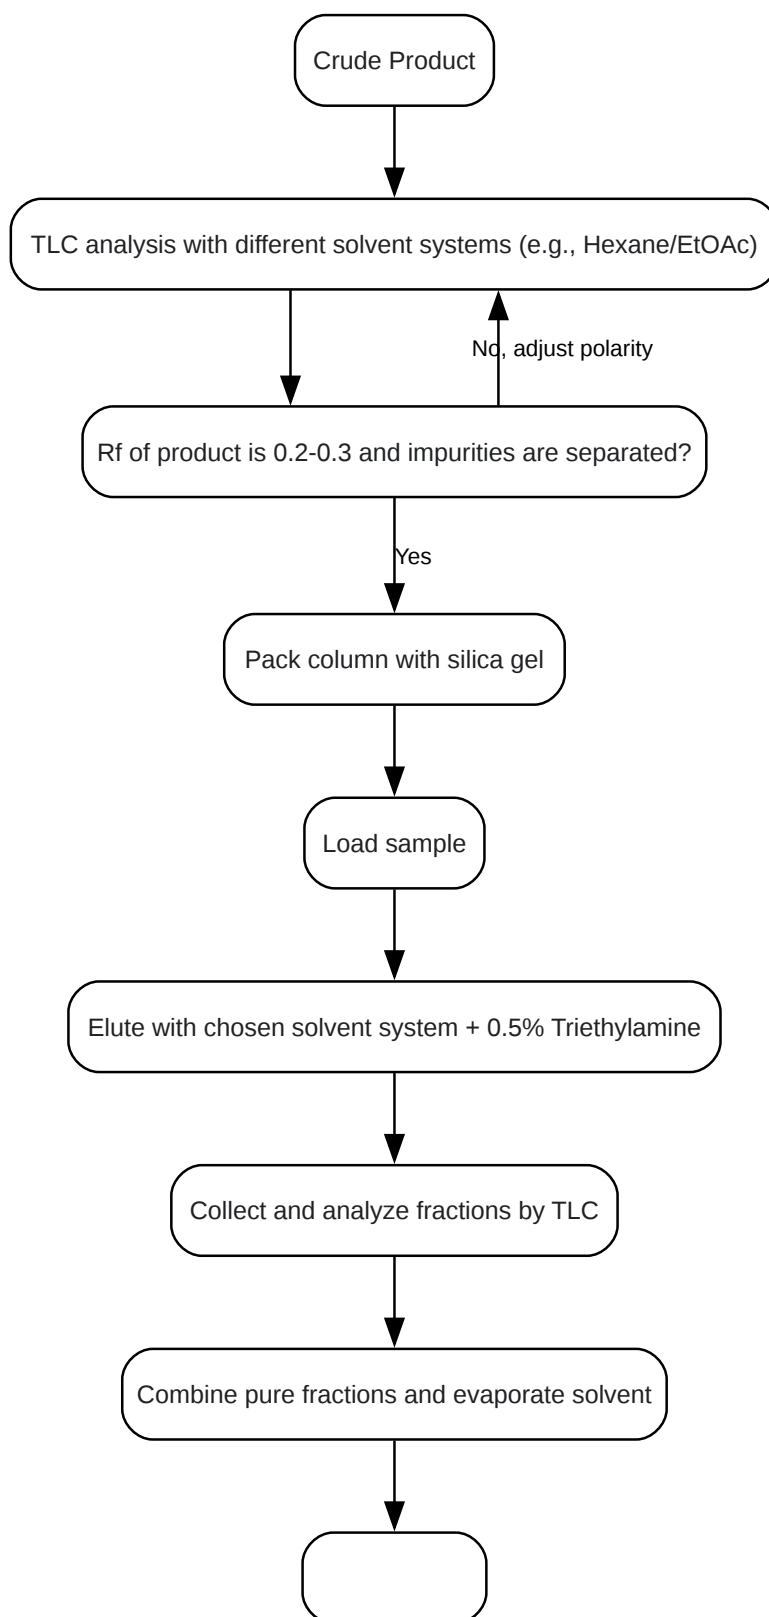 Crude Product
TLC analysis with different solvent systems (e.g., Hexane/EtOAc)
No, adjust polarity
Rf of product is 0.2-0.3 and impurities are separated?
Yes
Pack column with silica gel
Load sample
Elute with chosen solvent system + 0.5% Triethylamine
Collect and analyze fractions by TLC
Combine pure fractions and evaporate solvent